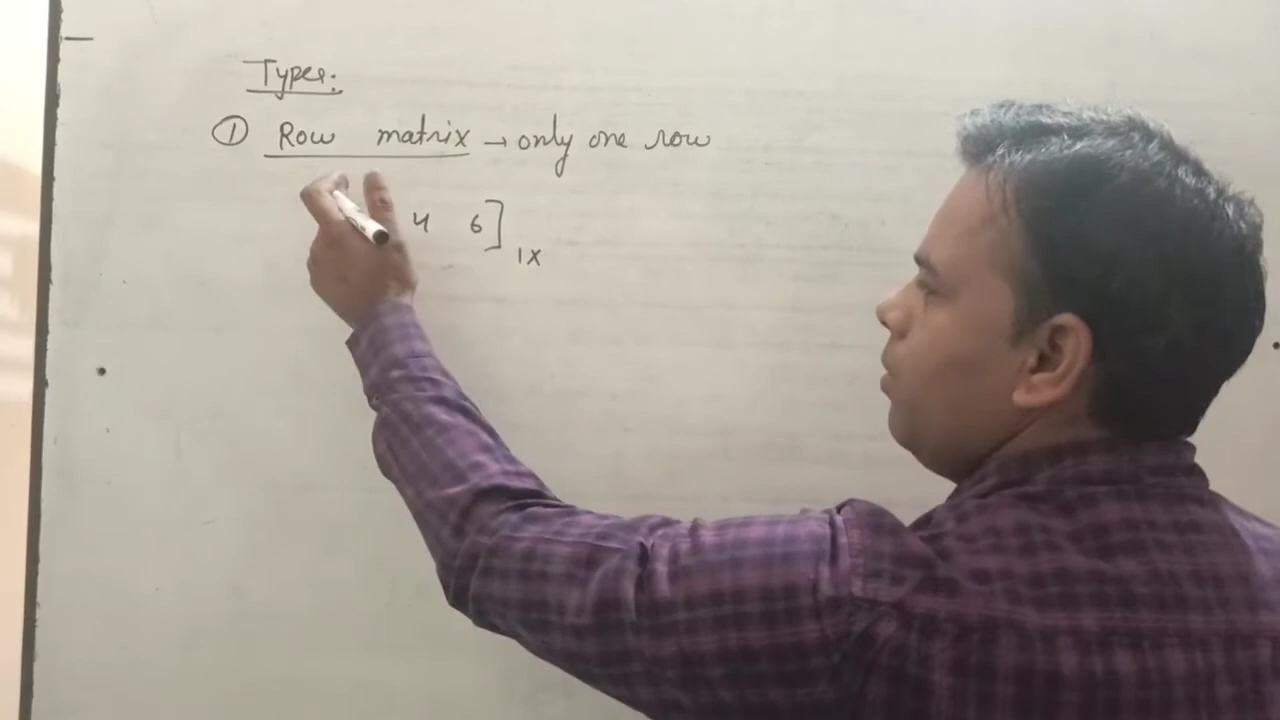 Types:
① Row matrix → only one row
4 6]1X